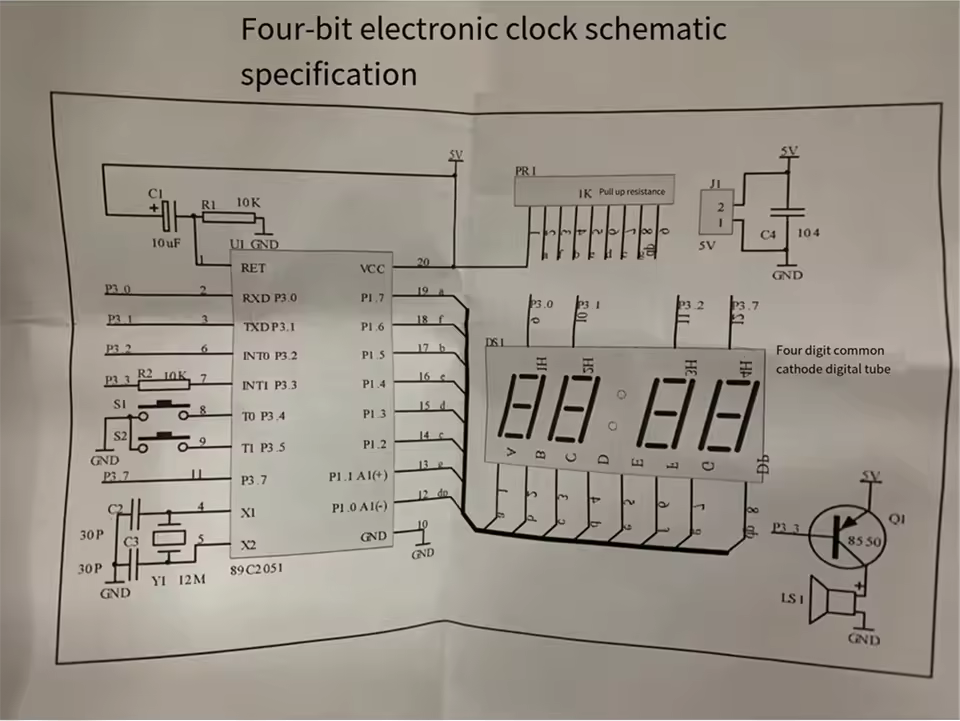 Four-bit electronic clock schematic
specification
5V
C1
+
10uF
R1
10K
GND
U1
1
RET
VCC
20
P3.0
2
RXD P3.0
P1.7
19
a
P3.1
3
TXD P3.1
P1.6
18
f
P3.2
6
INT0 P3.2
P1.5
17
b
P3.3
R2
10K
7
INT1 P3.3
P1.4
16
S1
8
T0 P3.4
P1.3
15
d
S2
9
T1 P3.5
P1.2
14
c
GND
P3.7
11
P3.7
P1.1 A1(+)
13
C2
4
X1
P1.0 A1(-)
12
dp
30P
C3
5
X2
GND
10
GND
30P
Y1
12M
GND
89C2051
PR1
1K
Pull up resistance
J1
2
1
5V
5V
C4
104
GND
P3.0
P3 1
10
P3.2
11
P3.7
DS1
1H
3H
4H
Four digit common
cathode digital tube
B
C
D
E
5V
P3.3
Q1
8550
LS1
+
GND